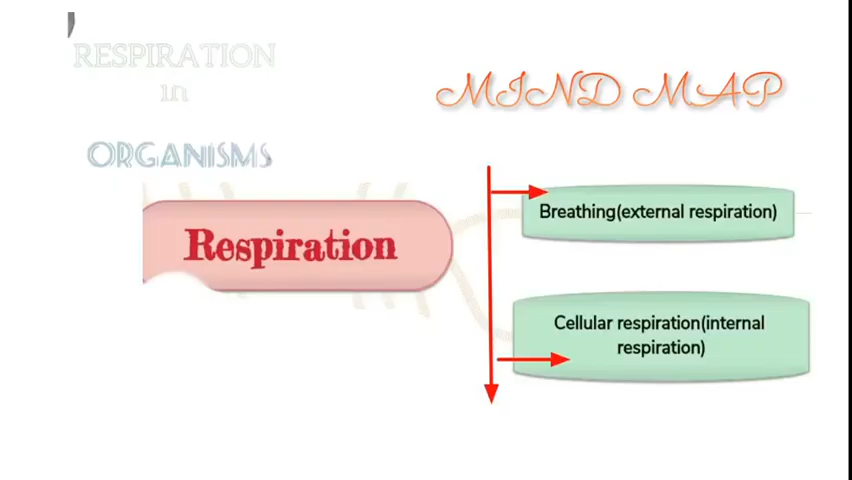 RESPIRATION
in
ORGANISMS
MIND MAP
Respiration
Breathing(external respiration)
Cellular respiration(internal
respiration)